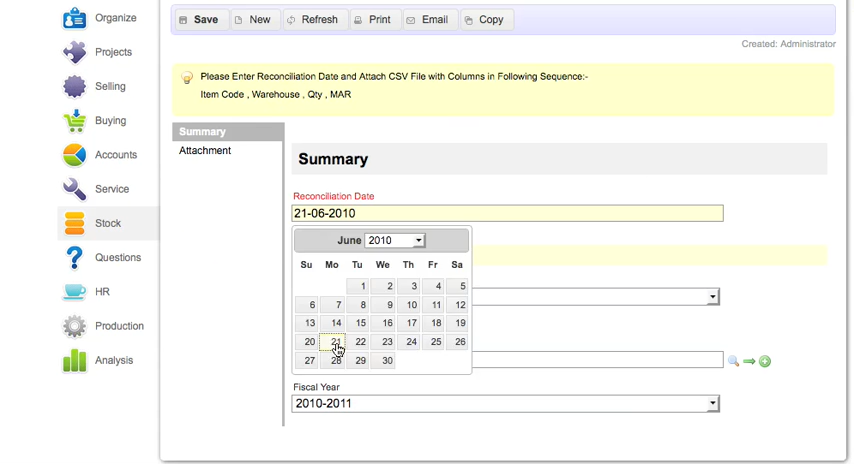 Organize
Projects
Selling
Buying
Accounts
Service
Stock
Questions
HR
Production
Analysis
Save New Refresh Print Email Copy
Created: Administrator
Please Enter Reconciliation Date and Attach CSV File with Columns in Following Sequence:-
Item Code , Warehouse , Qty , MAR
Summary
Attachment
Summary
Reconciliation Date
21-06-2010
June 2010
Su Mo Tu We Th Fr Sa
1 2 3 4 5
6 7 8 9 10 11 12
13 14 15 16 17 18 19
20 21 22 23 24 25 26
27 28 29 30
Fiscal Year
2010-2011